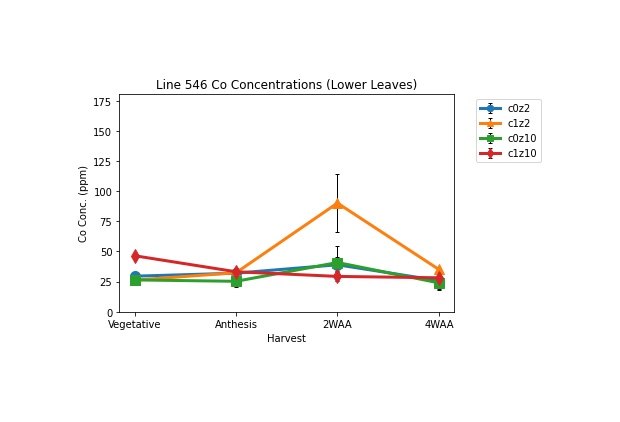 Line 546 Co Concentrations (Lower Leaves)
175
150
125
100
75
50
25
0
Co Conc. (ppm)
Vegetative Anthesis 2WAA 4WAA
Harvest
c0z2
c1z2
c0z10
c1z10